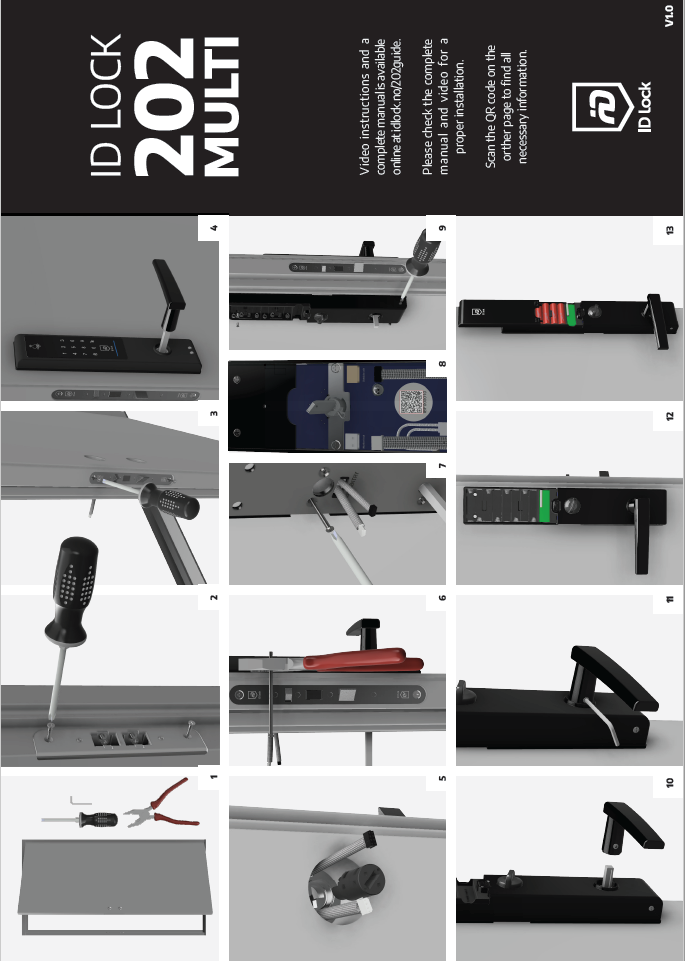 ID LOCK
202
MULTI
Video instructions and a
complete manual is available
online at idlock.no/202guide.
Please check the complete
manual and video for a
proper installation.
Scan the QR code on the
orther page to find all
necessary information.
ID Lock
V1.0
1
2
3
4
5
6
7
8
9
10
11
12
13